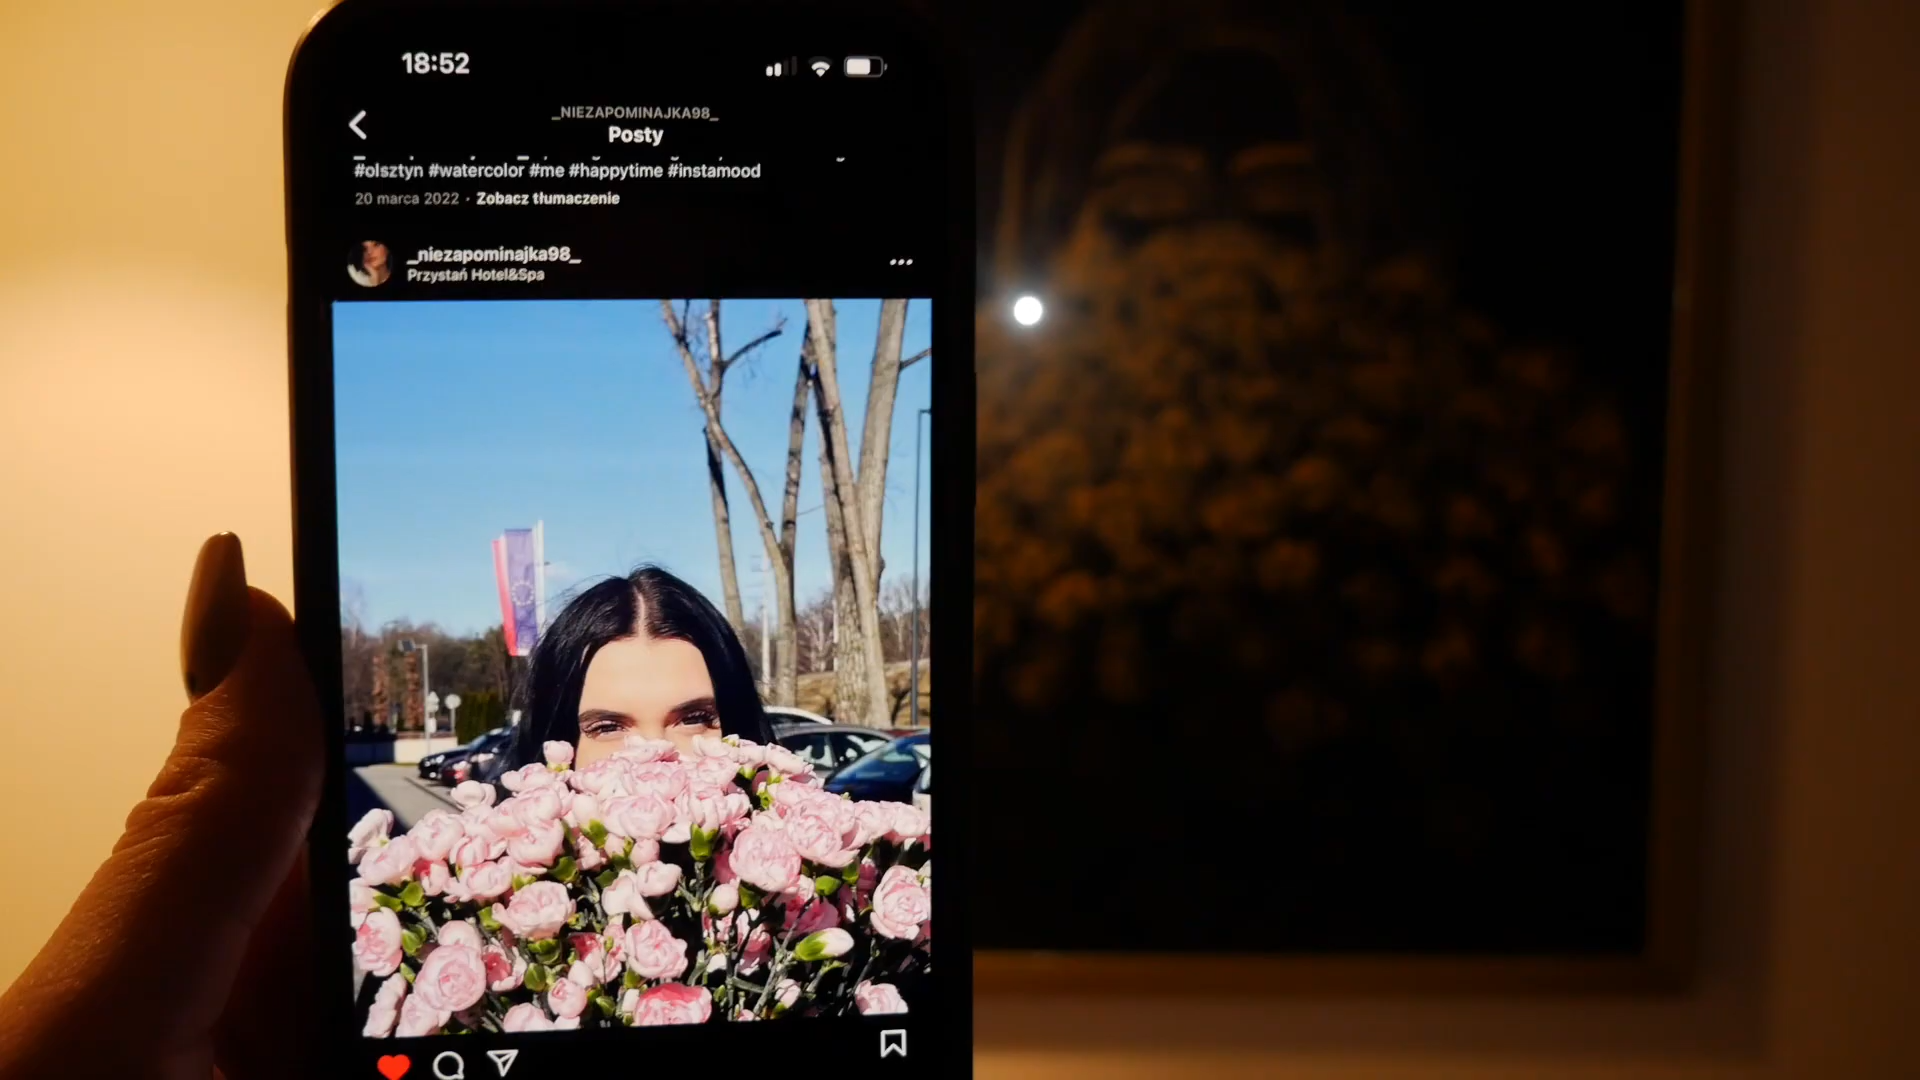 18:52
_NIEZAPOMINAJKA98_
Posty
#olsztyn #watercolor #me #happytime #instamood
20 marca 2022 · Zobacz tłumaczenie
_niezapominajka98_
Przystań Hotel&Spa